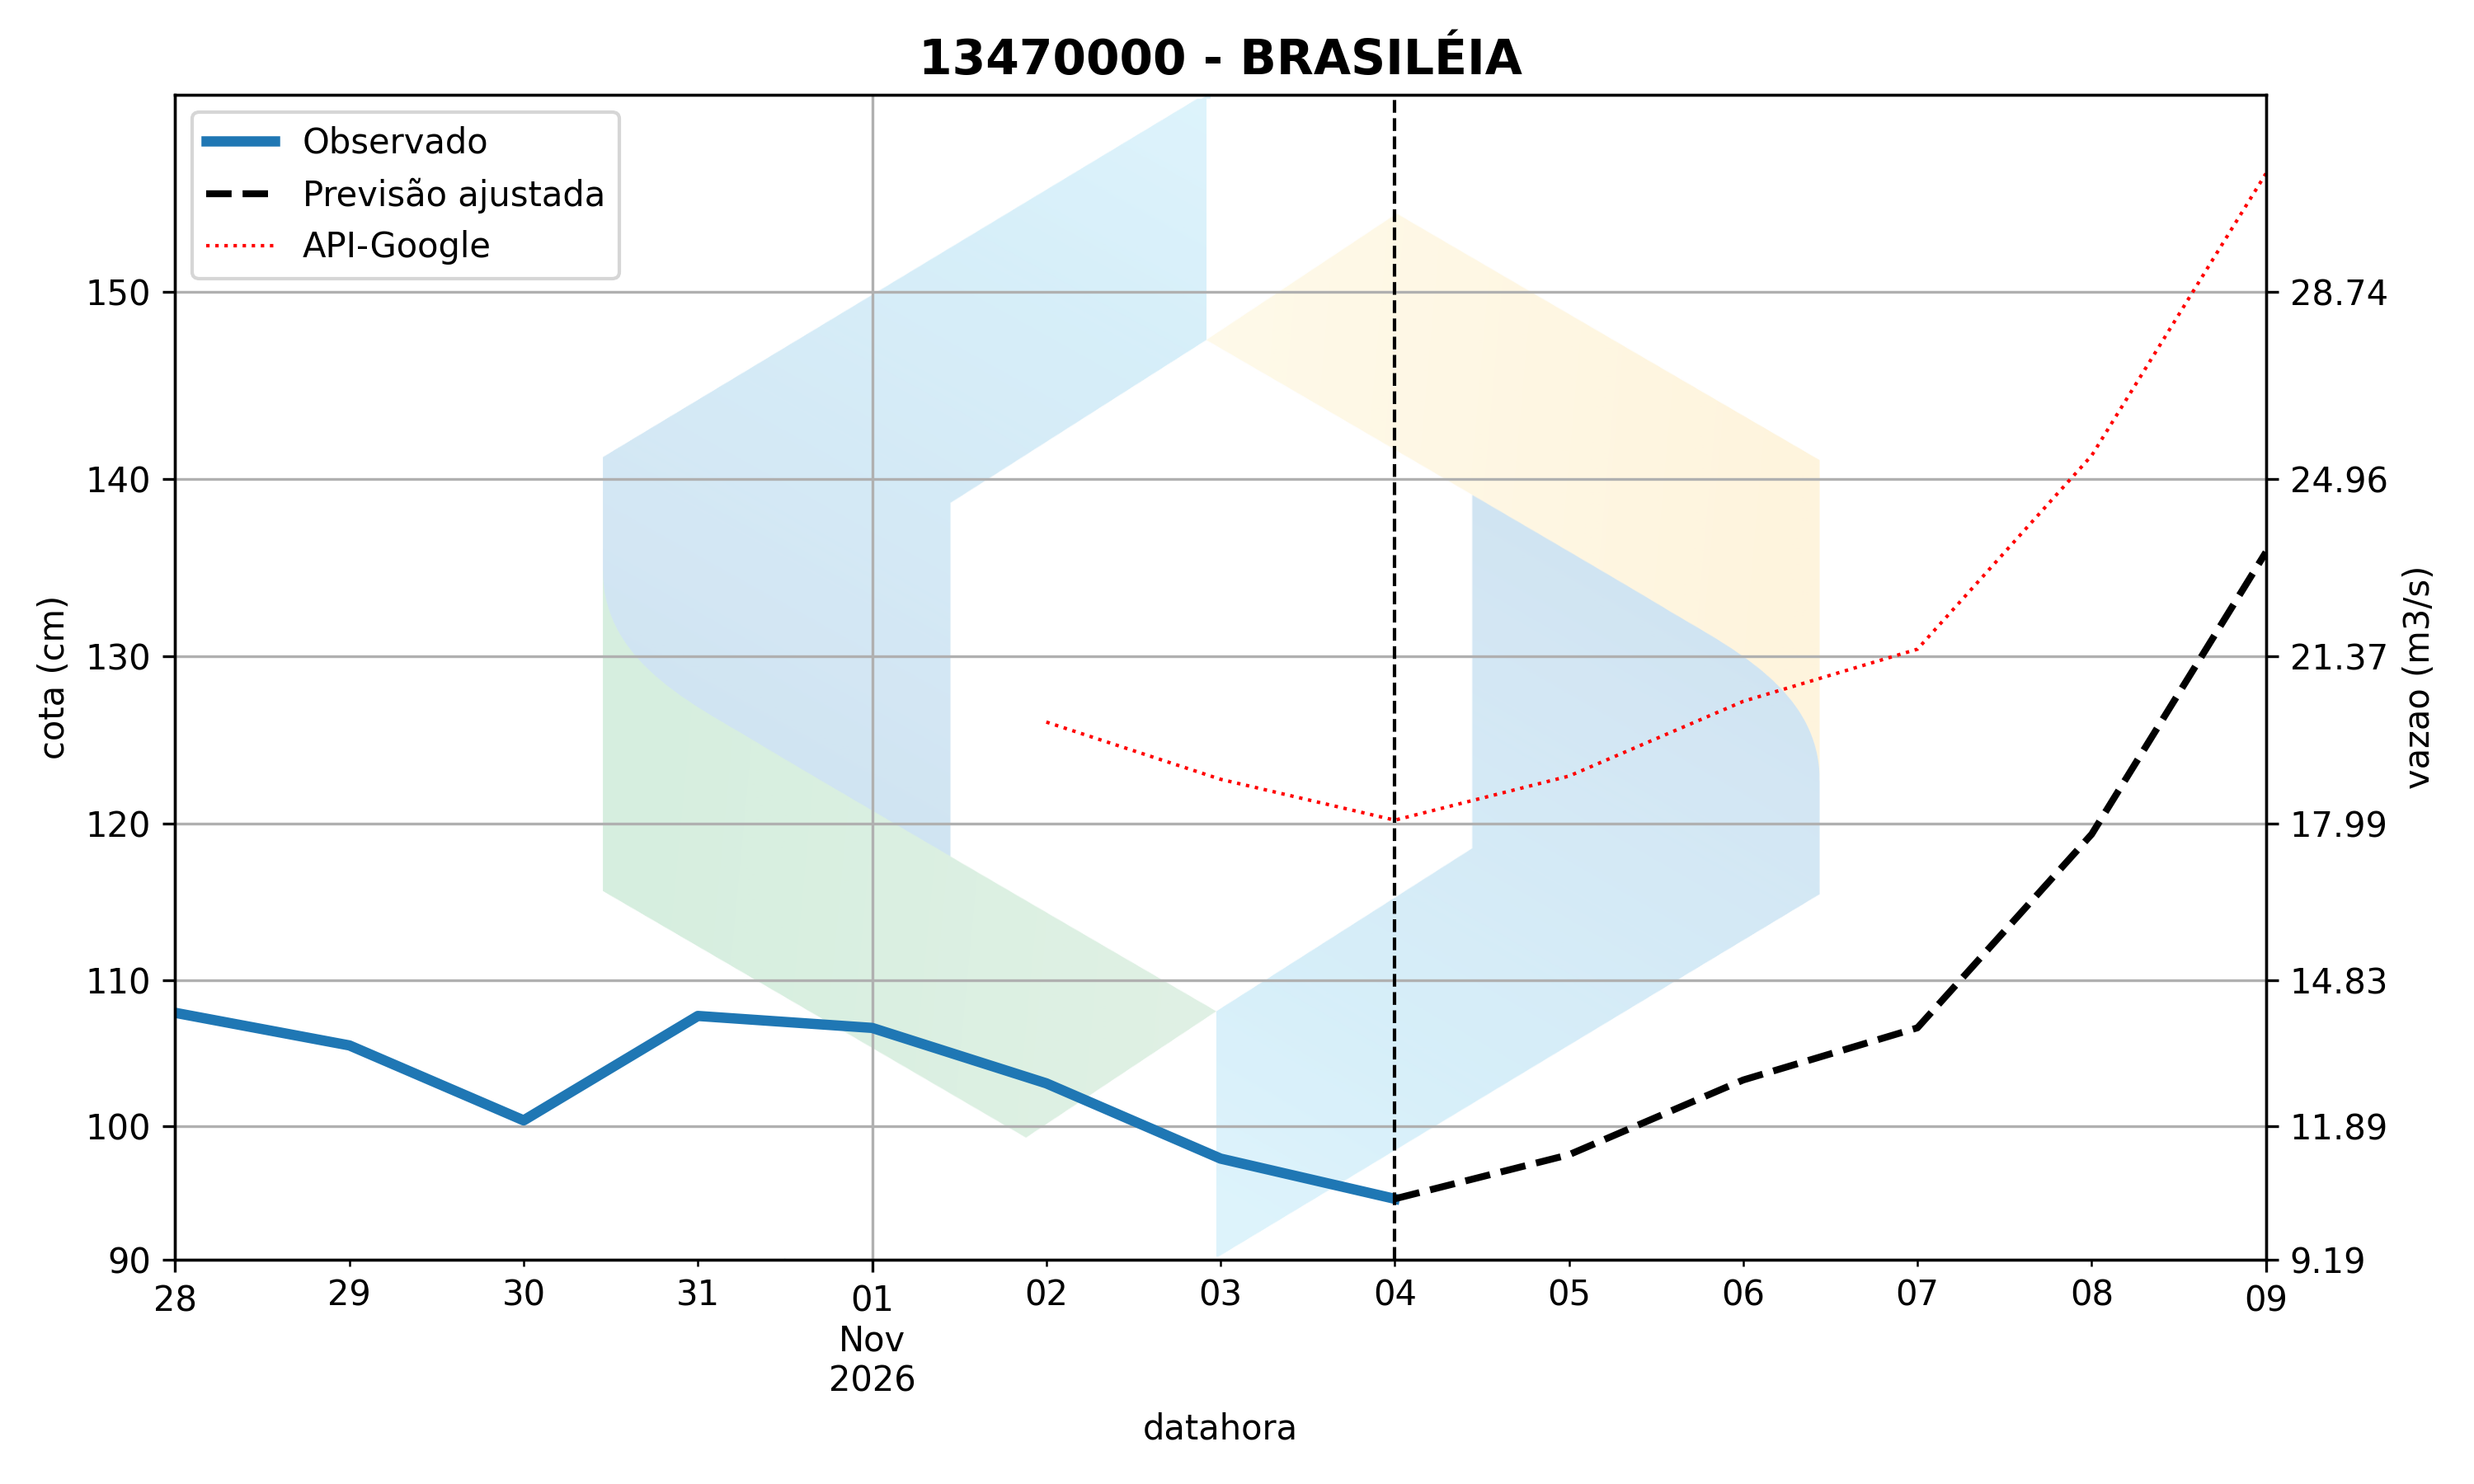 13470000 - BRASILÉIA
Observado
Previsão ajustada
API-Google
150
140
130
120
110
100
90
cota (cm)
28.74
24.96
21.37
17.99
14.83
11.89
9.19
vazao (m3/s)
28 29 30 31 01 02 03 04 05 06 07 08 09
Nov
2026
datahora